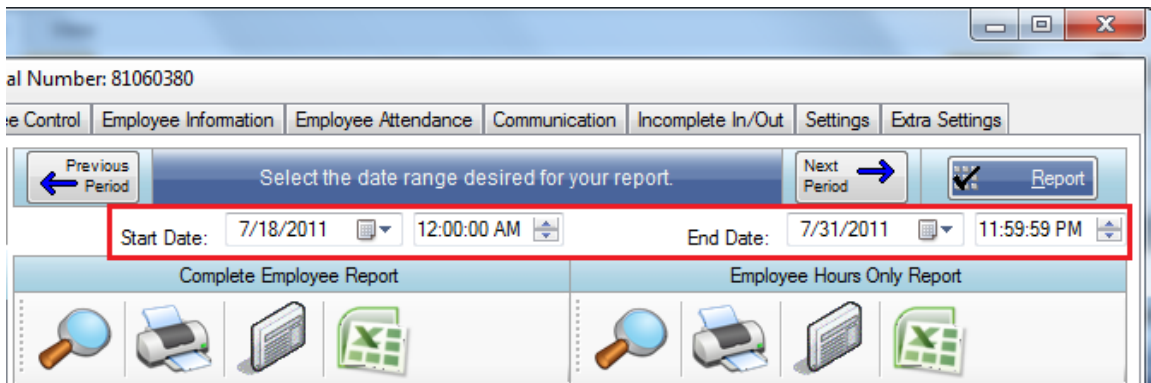 al Number: 81060380
e Control Employee Information Employee Attendance Communication Incomplete In/Out Settings Extra Settings
Previous Period Select the date range desired for your report. Next Period Report
Start Date: 7/18/2011 12:00:00 AM End Date: 7/31/2011 11:59:59 PM
Complete Employee Report Employee Hours Only Report